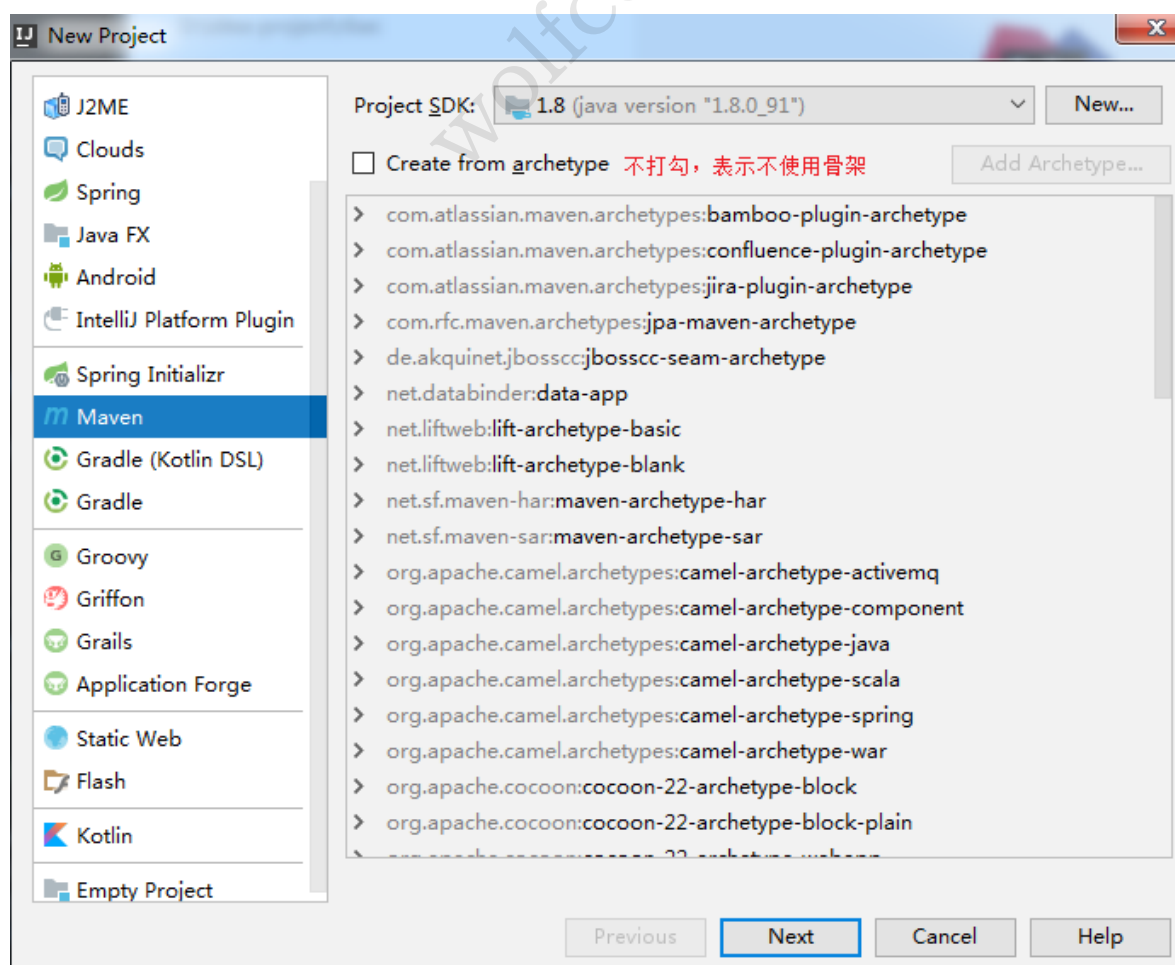 New Project
J2ME
Clouds
Spring
Java FX
Android
IntelliJ Platform Plugin
Spring Initializr
Maven
Gradle (Kotlin DSL)
Gradle
Groovy
Griffon
Grails
Application Forge
Static Web
Flash
Kotlin
Empty Project
Project SDK: 1.8 (java version "1.8.0_91") New...
Create from archetype 不打勾，表示不使用骨架 Add Archetype...
com.atlassian.maven.archetypes:bamboo-plugin-archetype
com.atlassian.maven.archetypes:confluence-plugin-archetype
com.atlassian.maven.archetypes:jira-plugin-archetype
com.rfc.maven.archetypes:jpa-maven-archetype
de.akquinet.jbosscc:jbosscc-seam-archetype
net.databinder:data-app
net.liftweb:lift-archetype-basic
net.liftweb:lift-archetype-blank
net.sf.maven-har:maven-archetype-har
net.sf.maven-sar:maven-archetype-sar
org.apache.camel.archetypes:camel-archetype-activemq
org.apache.camel.archetypes:camel-archetype-component
org.apache.camel.archetypes:camel-archetype-java
org.apache.camel.archetypes:camel-archetype-scala
org.apache.camel.archetypes:camel-archetype-spring
org.apache.camel.archetypes:camel-archetype-war
org.apache.cocoon:cocoon-22-archetype-block
org.apache.cocoon:cocoon-22-archetype-block-plain
Previous Next Cancel Help